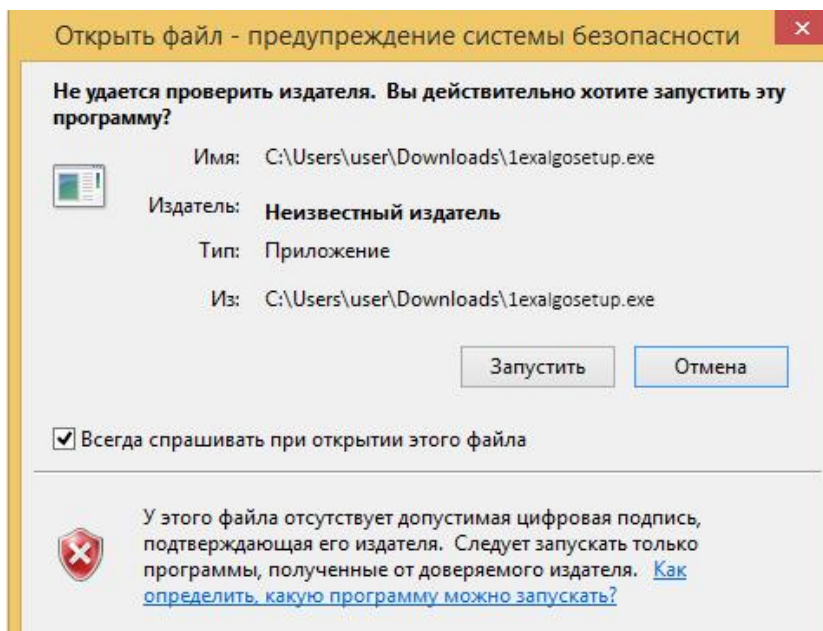 Открыть файл - предупреждение системы безопасности
Не удается проверить издателя. Вы действительно хотите запустить эту
программу?
Имя: C:\Users\user\Downloads\1exalgosetup.exe
Издатель: Неизвестный издатель
Тип: Приложение
Из: C:\Users\user\Downloads\1exalgosetup.exe
Запустить Отмена
Всегда спрашивать при открытии этого файла
У этого файла отсутствует допустимая цифровая подпись,
подтверждающая его издателя. Следует запускать только
программы, полученные от доверяемого издателя. Как
определить, какую программу можно запускать?